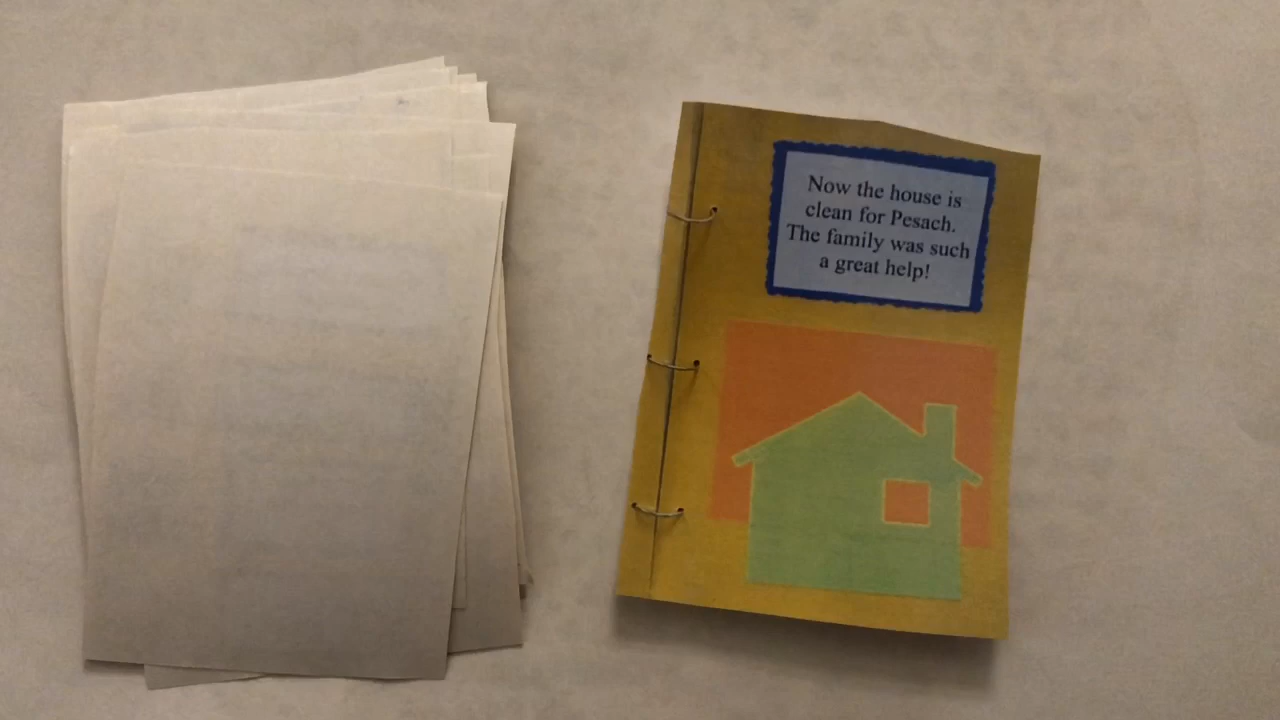 Now the house is
clean for Pesach.
The family was such
a great help!